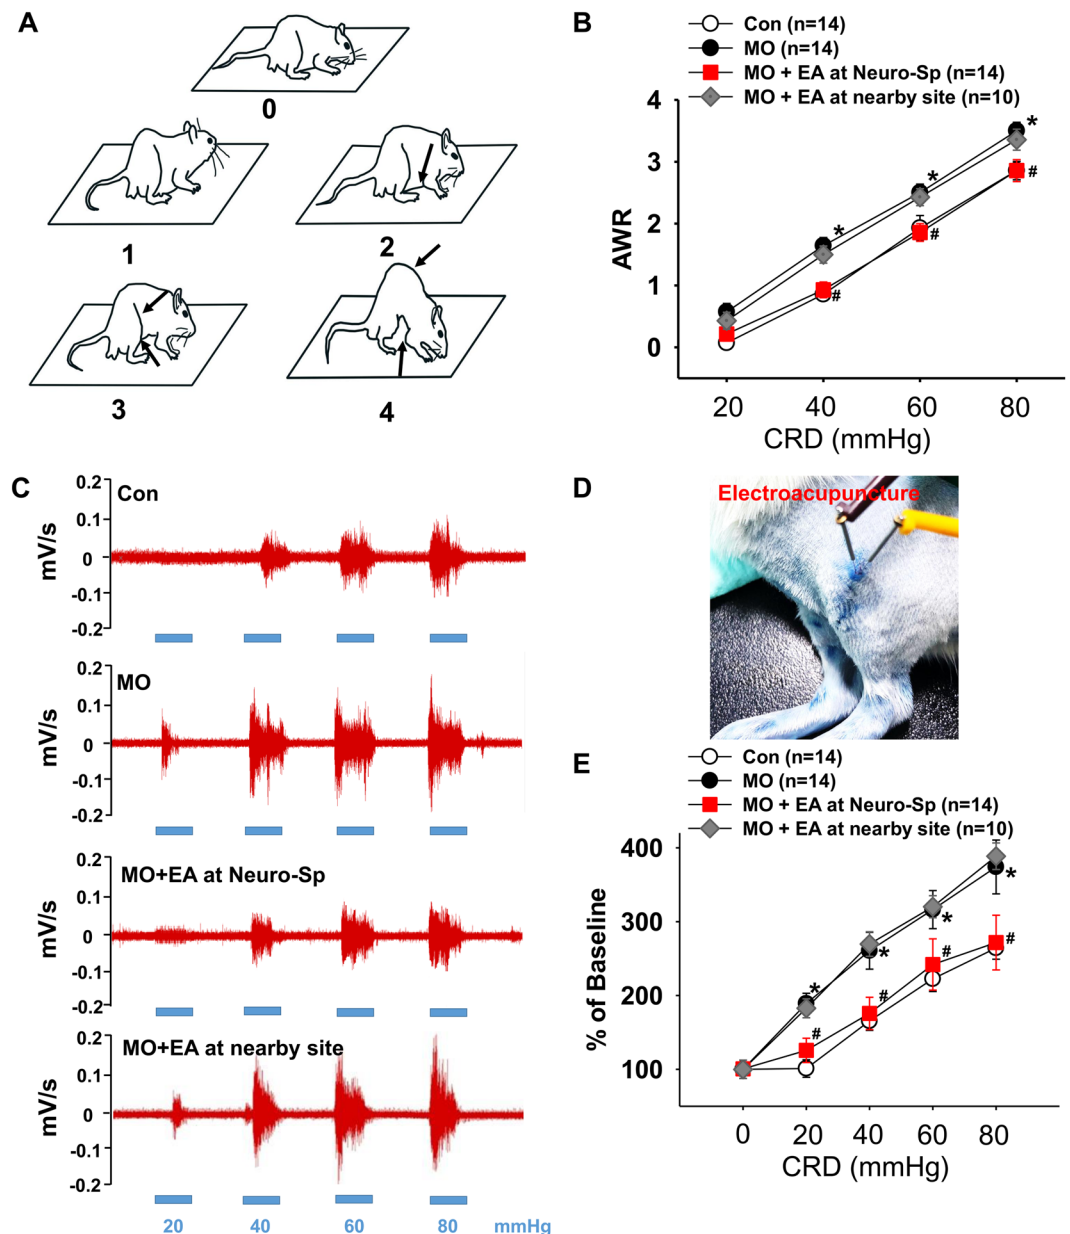 A
0
1
2
3
4
B
Con (n=14)
MO (n=14)
MO + EA at Neuro-Sp (n=14)
MO + EA at nearby site (n=10)
AWR
4
3
2
1
0
*
*
*
#
#
#
20 40 60 80
CRD (mmHg)
C
Con
mV/s
0.2
0.1
0
-0.1
-0.2
MO
mV/s
0.2
0.1
0
-0.1
-0.2
MO+EA at Neuro-Sp
mV/s
0.2
0.1
0
-0.1
-0.2
MO+EA at nearby site
mV/s
0.2
0.1
0
-0.1
-0.2
20 40 60 80 mmHg
D
Electroacupuncture
E
Con (n=14)
MO (n=14)
MO + EA at Neuro-Sp (n=14)
MO + EA at nearby site (n=10)
% of Baseline
400
300
200
100
*
*
*
*
#
#
#
#
0 20 40 60 80
CRD (mmHg)